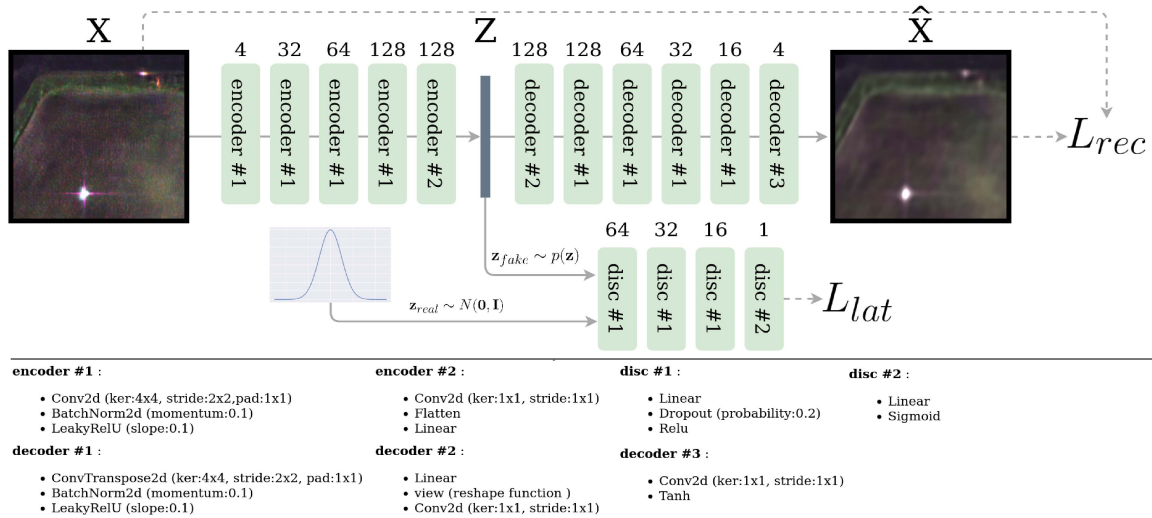 X
Z
X̂
4 32 64 128 128
128 128 64 32 16 4
encoder #1
encoder #1
encoder #1
encoder #1
encoder #2
decoder #2
decoder #1
decoder #1
decoder #1
decoder #1
decoder #3
L_rec
64 32 16 1
z_fake ∼ p(z)
z_real ∼ N(0, I)
disc #1
disc #1
disc #1
disc #2
L_lat
encoder #1 :
• Conv2d (ker:4x4, stride:2x2,pad:1x1)
• BatchNorm2d (momentum:0.1)
• LeakyRelU (slope:0.1)
encoder #2 :
• Conv2d (ker:1x1, stride:1x1)
• Flatten
• Linear
disc #1 :
• Linear
• Dropout (probability:0.2)
• Relu
disc #2 :
• Linear
• Sigmoid
decoder #1 :
• ConvTranspose2d (ker:4x4, stride:2x2, pad:1x1)
• BatchNorm2d (momentum:0.1)
• LeakyRelU (slope:0.1)
decoder #2 :
• Linear
• view (reshape function )
• Conv2d (ker:1x1, stride:1x1)
decoder #3 :
• Conv2d (ker:1x1, stride:1x1)
• Tanh